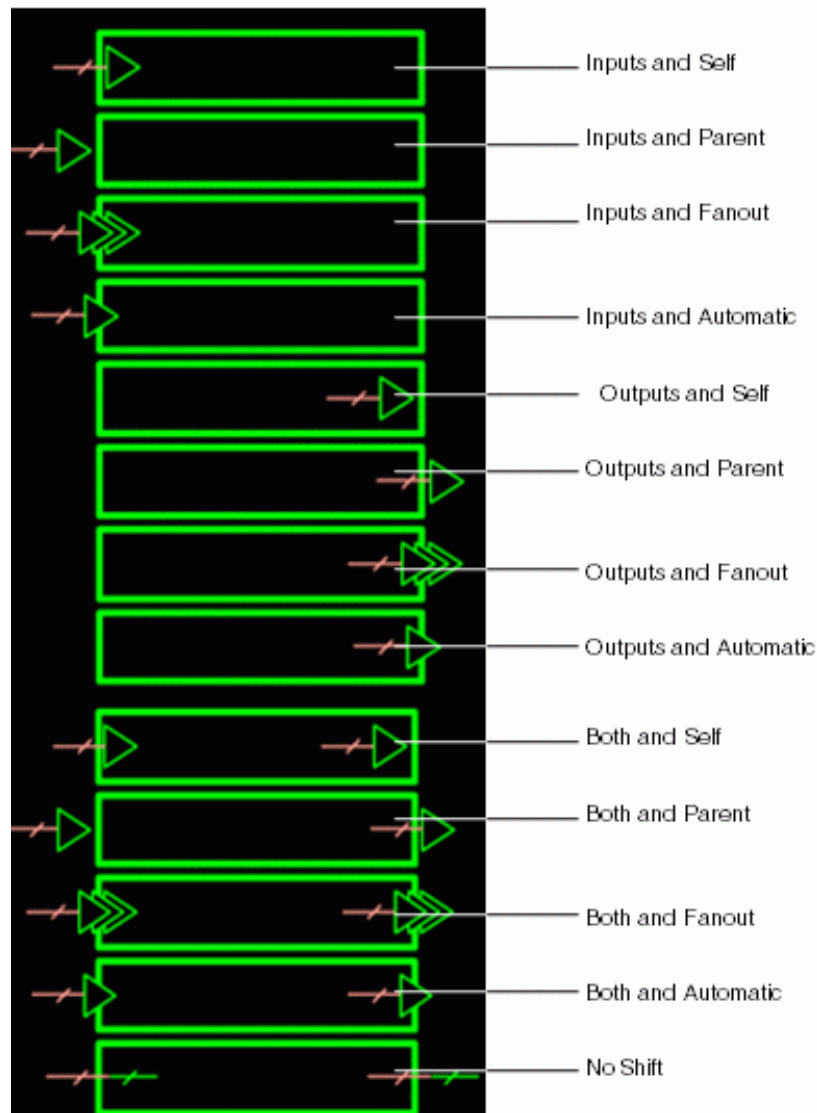 Inputs and Self
Inputs and Parent
Inputs and Fanout
Inputs and Automatic
Outputs and Self
Outputs and Parent
Outputs and Fanout
Outputs and Automatic
Both and Self
Both and Parent
Both and Fanout
Both and Automatic
No Shift